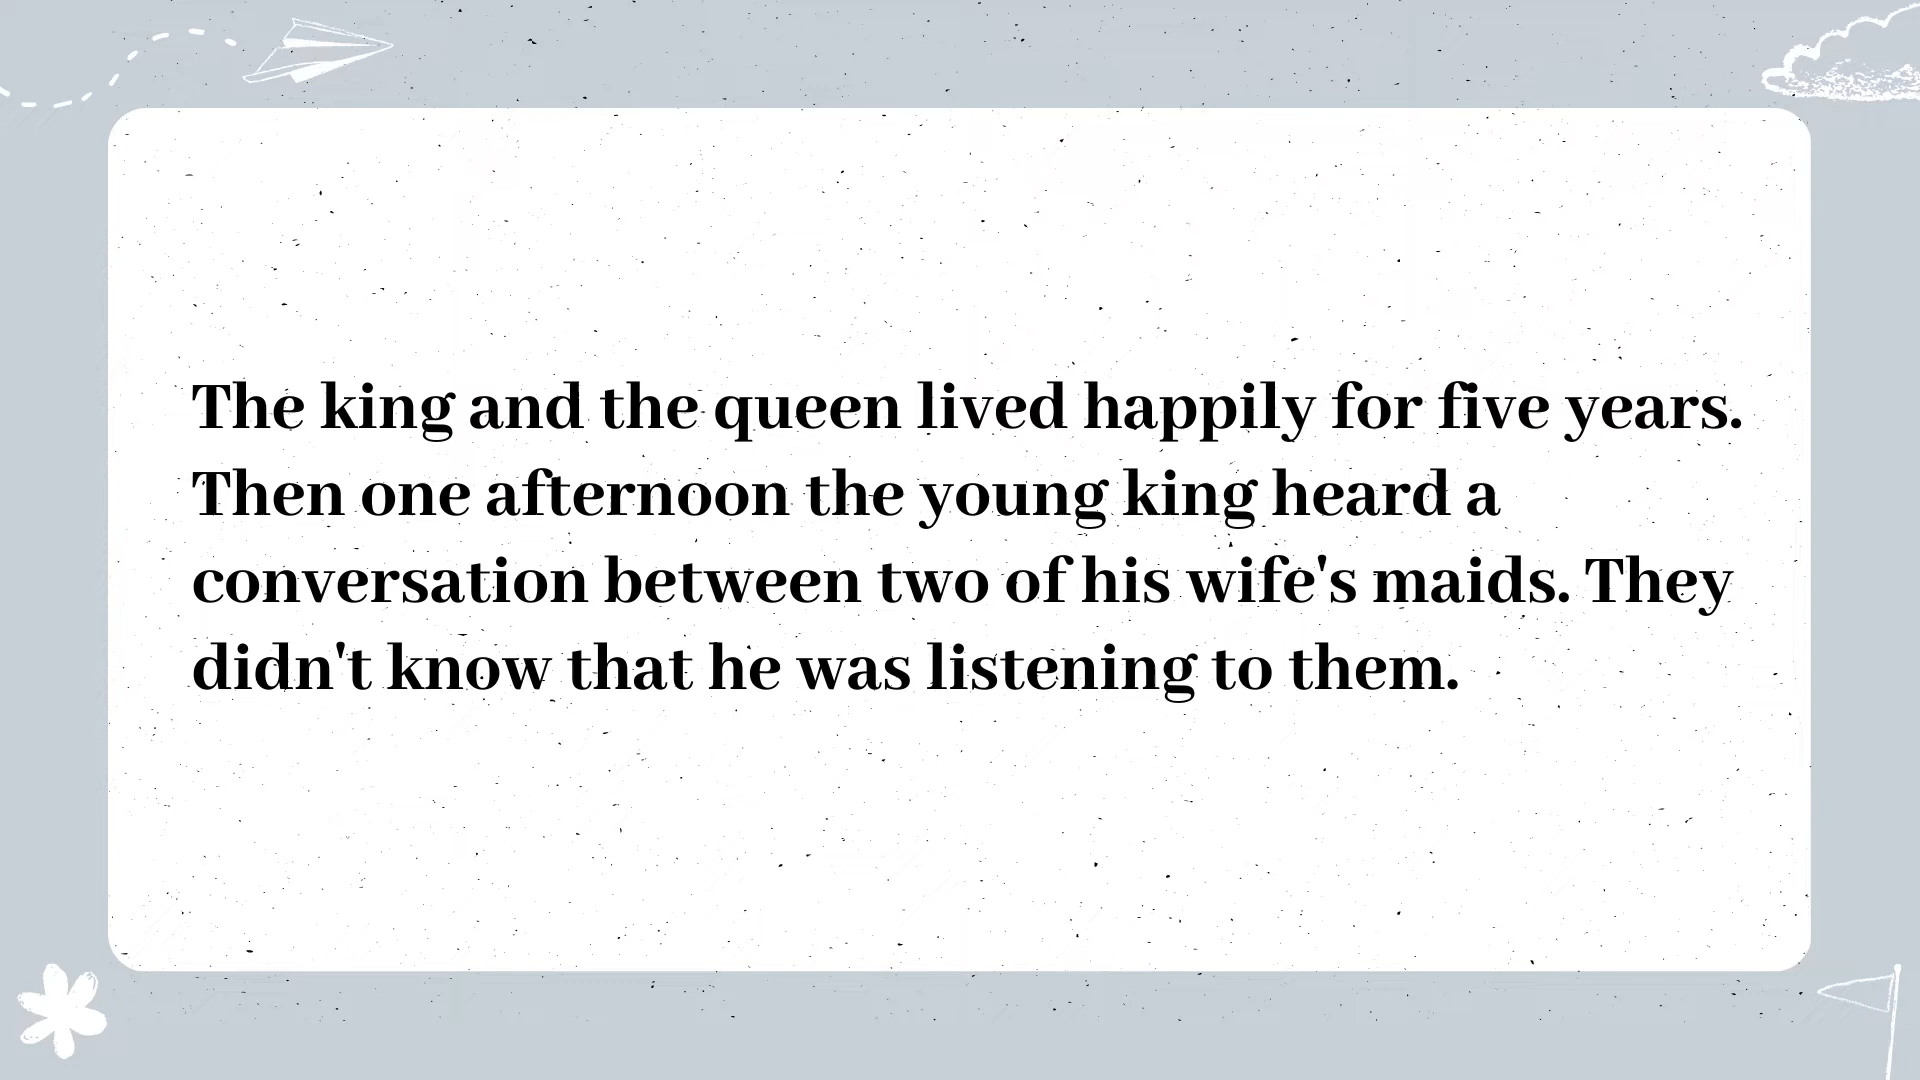 The king and the queen lived happily for five years.
Then one afternoon the young king heard a
conversation between two of his wife's maids. They
didn't know that he was listening to them.